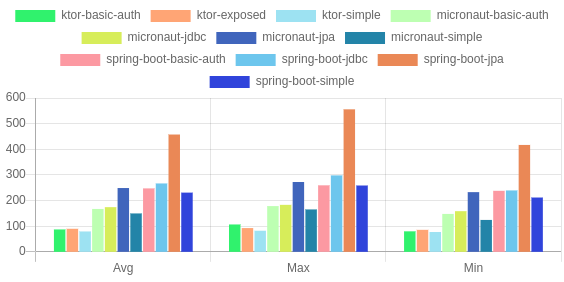 ktor-basic-auth ktor-exposed ktor-simple micronaut-basic-auth
micronaut-jdbc micronaut-jpa micronaut-simple
spring-boot-basic-auth spring-boot-jdbc spring-boot-jpa
spring-boot-simple
600
500
400
300
200
100
0
Avg Max Min